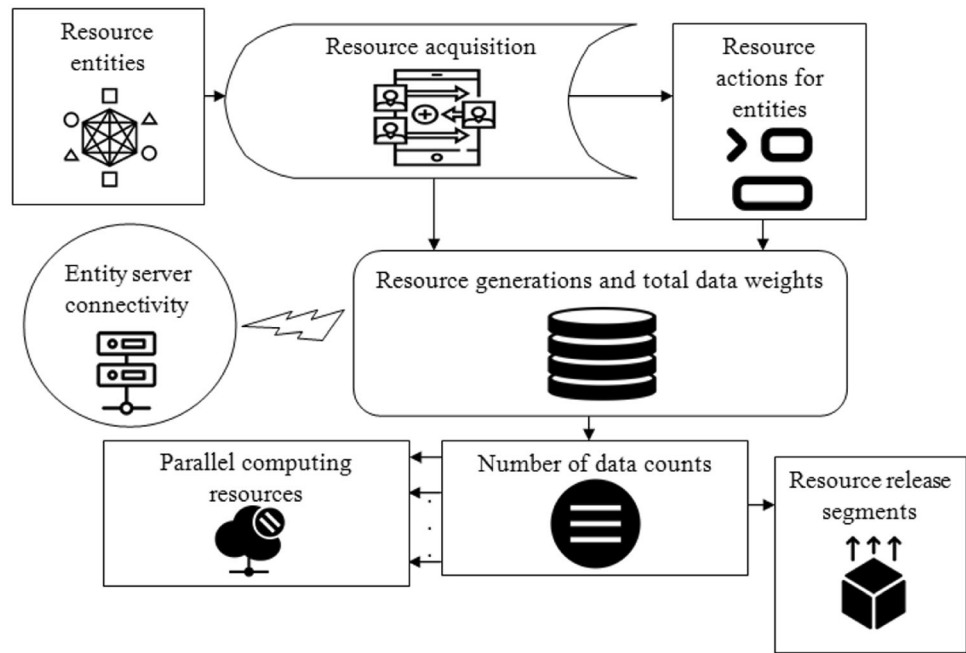 Resource
entities
Resource acquisition
Resource
actions for
entities
Entity server
connectivity
Resource generations and total data weights
Parallel computing
resources
Number of data counts
Resource release
segments